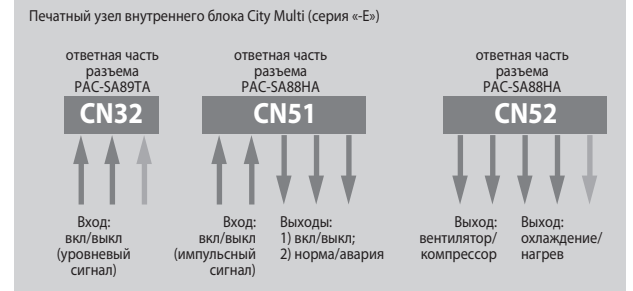 Печатный узел внутреннего блока City Multi (серия «-E»)
ответная часть
разъема
PAC-SA89TA
CN32
Вход:
вкл/выкл
(уровневый
сигнал)
ответная часть
разъема
PAC-SA88HA
CN51
Вход:
вкл/выкл
(импульсный
сигнал)
Выходы:
1) вкл/выкл;
2) норма/авария
ответная часть
разъема
PAC-SA88HA
CN52
Выход:
вентилятор/
компрессор
Выход:
охлаждение/
нагрев